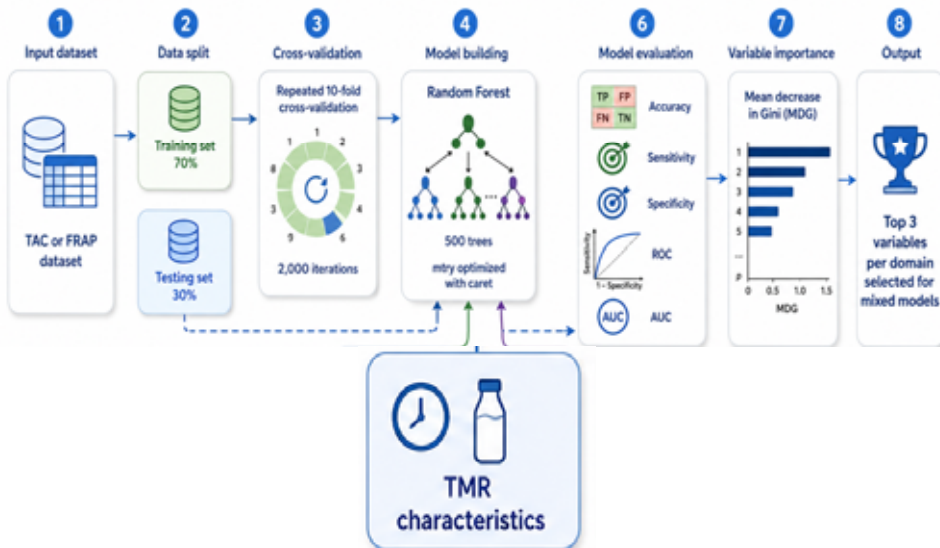 1
Input dataset
TAC or FRAP
dataset
2
Data split
Training set
70%
Testing set
30%
3
Cross-validation
Repeated 10-fold
cross-validation
1
2
3
4
6
9
3
8
2,000 iterations
4
Model building
Random Forest
...
500 trees
mtry optimized
with caret
6
Model evaluation
TP FP
FN TN
Accuracy
Sensitivity
Specificity
Sensitivity
1 - Specificity
ROC
AUC
AUC
7
Variable importance
Mean decrease
in Gini (MDG)
1
2
3
4
5
...
p
0 0.5 1.0 1.5
MDG
8
Output
Top 3
variables
per domain
selected for
mixed models
TMR
characteristics